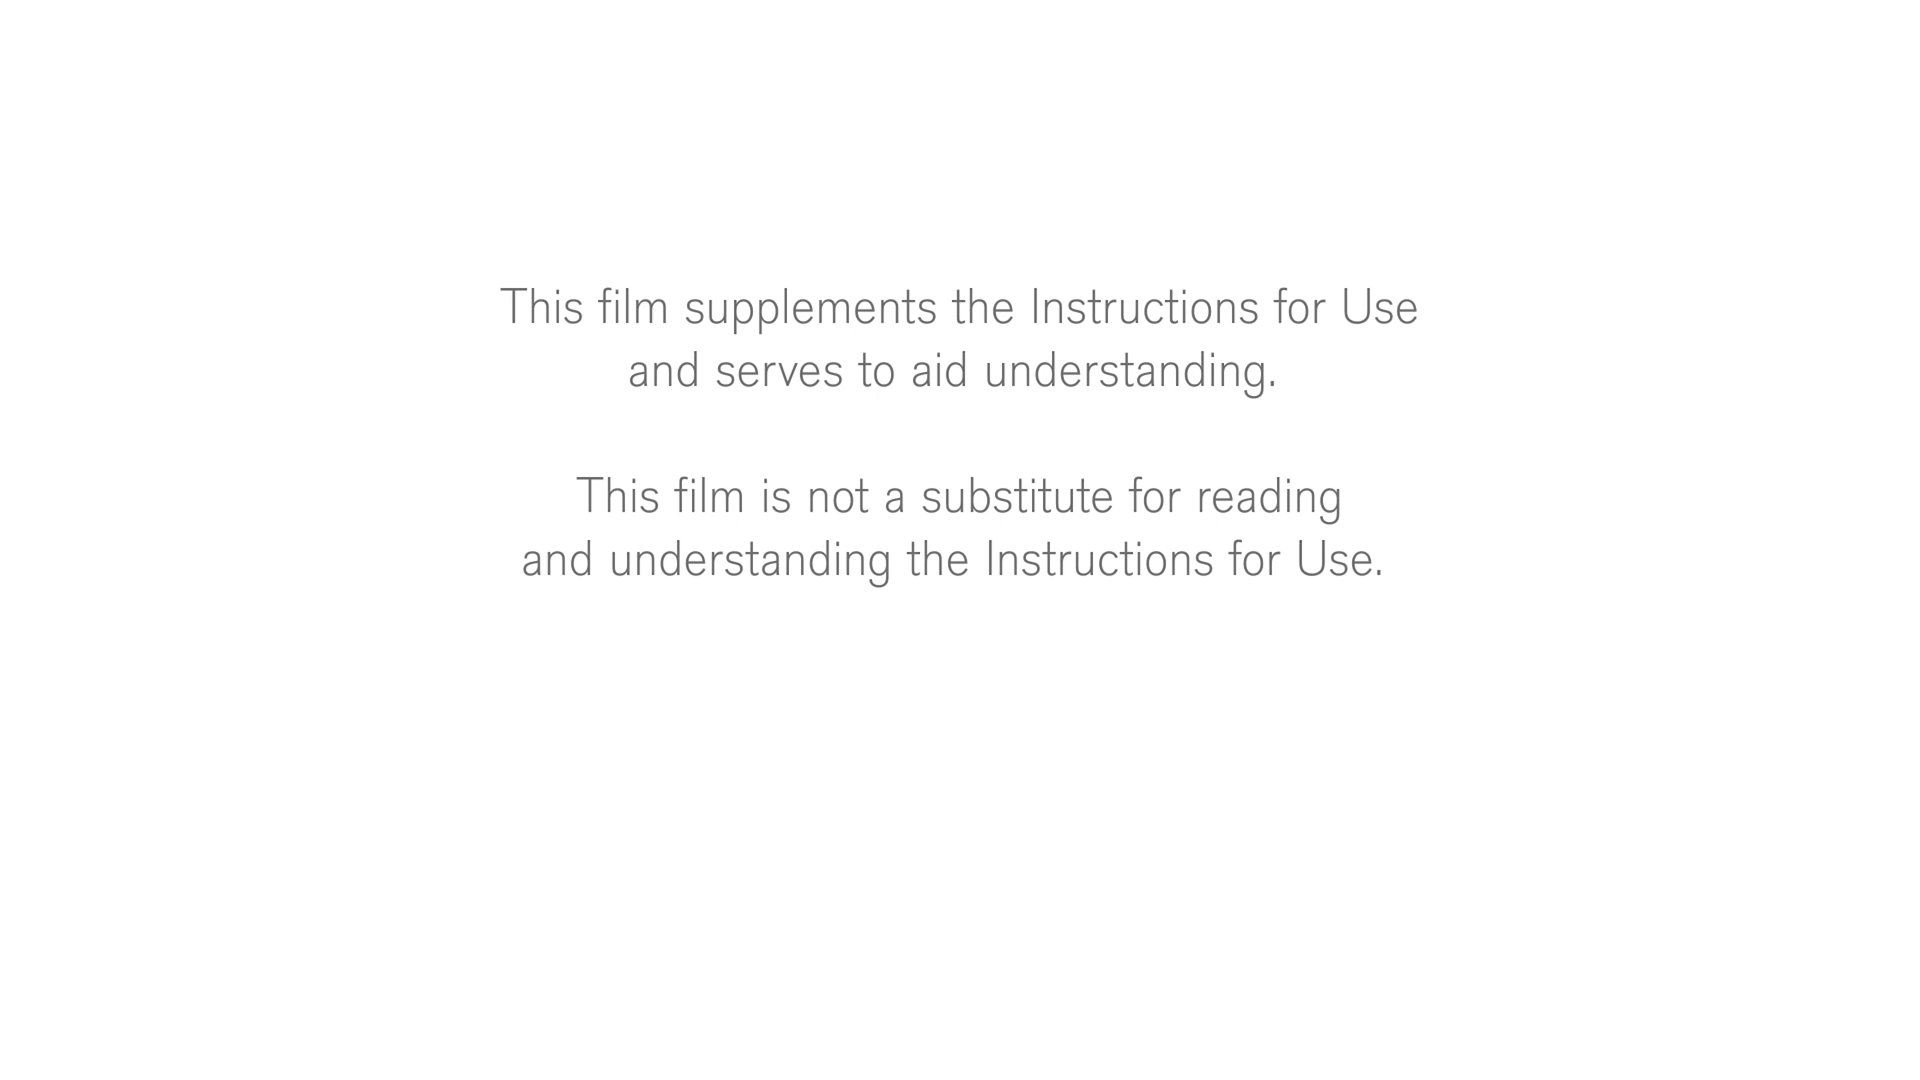 This film supplements the Instructions for Use
and serves to aid understanding.
This film is not a substitute for reading
and understanding the Instructions for Use.